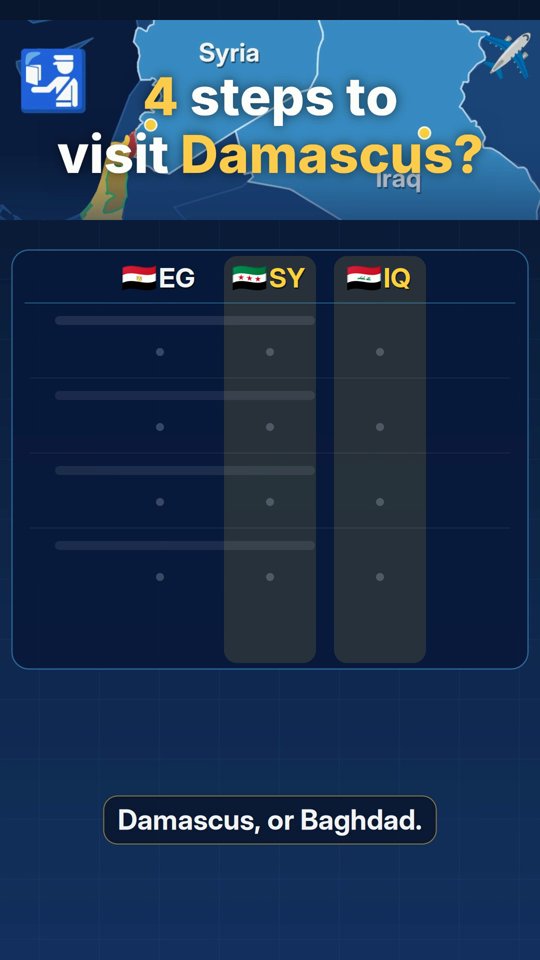 Syria
4 steps to
visit Damascus?
Iraq
EG SY IQ
Damascus, or Baghdad.